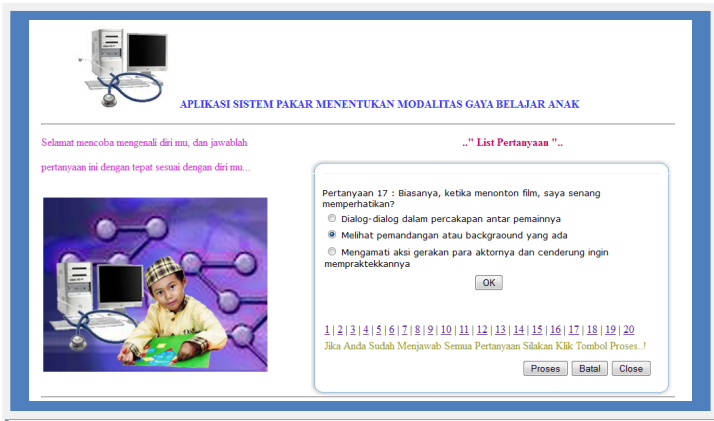 APLIKASI SISTEM PAKAR MENENTUKAN MODALITAS GAYA BELAJAR ANAK
Selamat mencoba mengenali diri mu, dan jawablah
pertanyaan ini dengan tepat sesuai dengan diri mu...
.." List Pertanyaan "..
Pertanyaan 17 : Biasanya, ketika menonton film, saya senang
memperhatikan?
Dialog-dialog dalam percakapan antar pemainnya
Melihat pemandangan atau backgraound yang ada
Mengamati aksi gerakan para aktornya dan cenderung ingin
mempraktekkannya
OK
1 | 2 | 3 | 4 | 5 | 6 | 7 | 8 | 9 | 10 | 11 | 12 | 13 | 14 | 15 | 16 | 17 | 18 | 19 | 20
Jika Anda Sudah Menjawab Semua Pertanyaan Silakan Klik Tombol Proses..!
Proses Batal Close